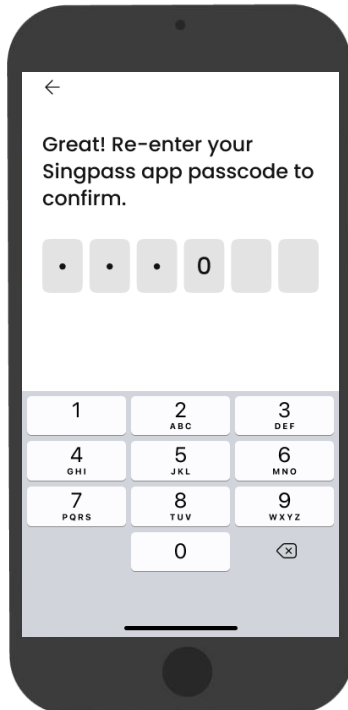 Great! Re-enter your
Singpass app passcode to
confirm.
• • • 0
1 2 3
ABC DEF
4 5 6
GHI JKL MNO
7 8 9
PQRS TUV WXYZ
0